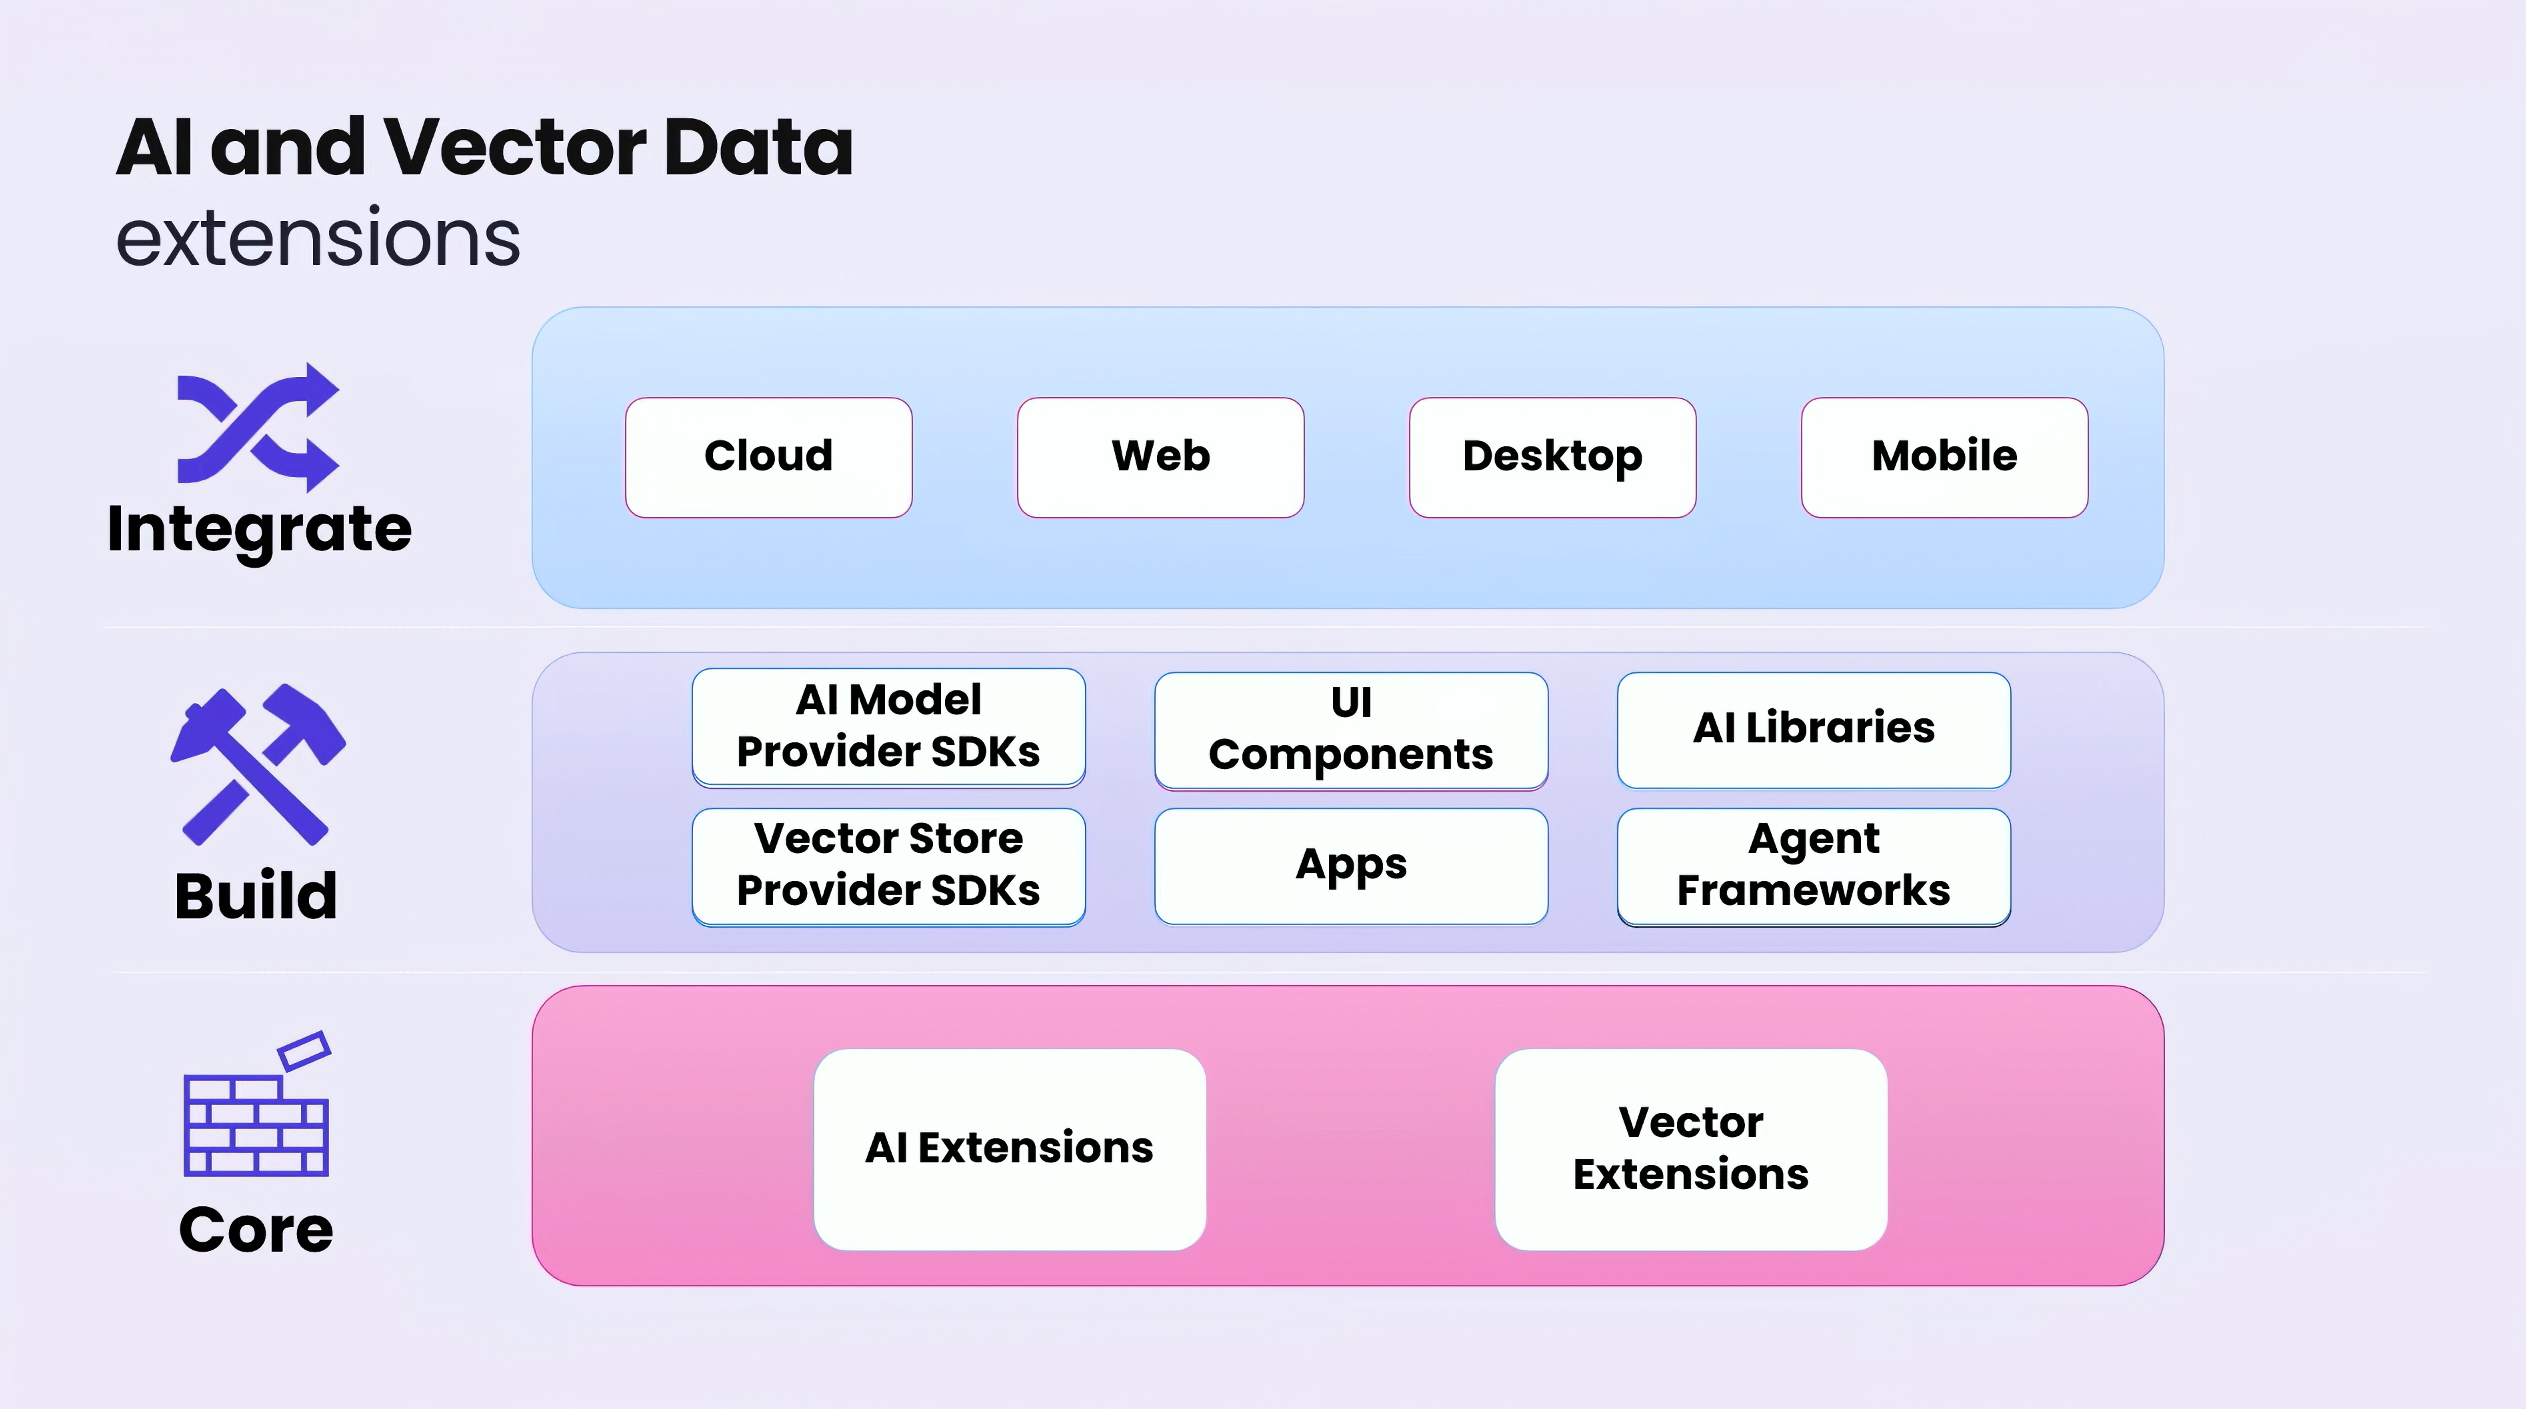 AI and Vector Data
extensions
Integrate
Cloud
Web
Desktop
Mobile
Build
AI Model
Provider SDKs
UI
Components
AI Libraries
Vector Store
Provider SDKs
Apps
Agent
Frameworks
Core
AI Extensions
Vector
Extensions